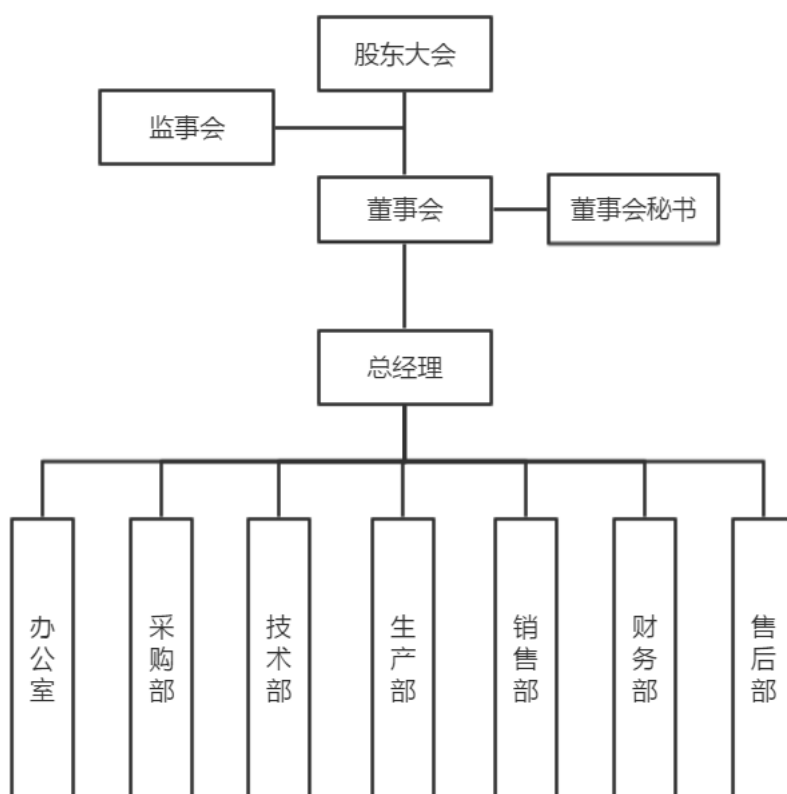 股东大会
监事会
董事会
董事会秘书
总经理
办公室
采购部
技术部
生产部
销售部
财务部
售后部